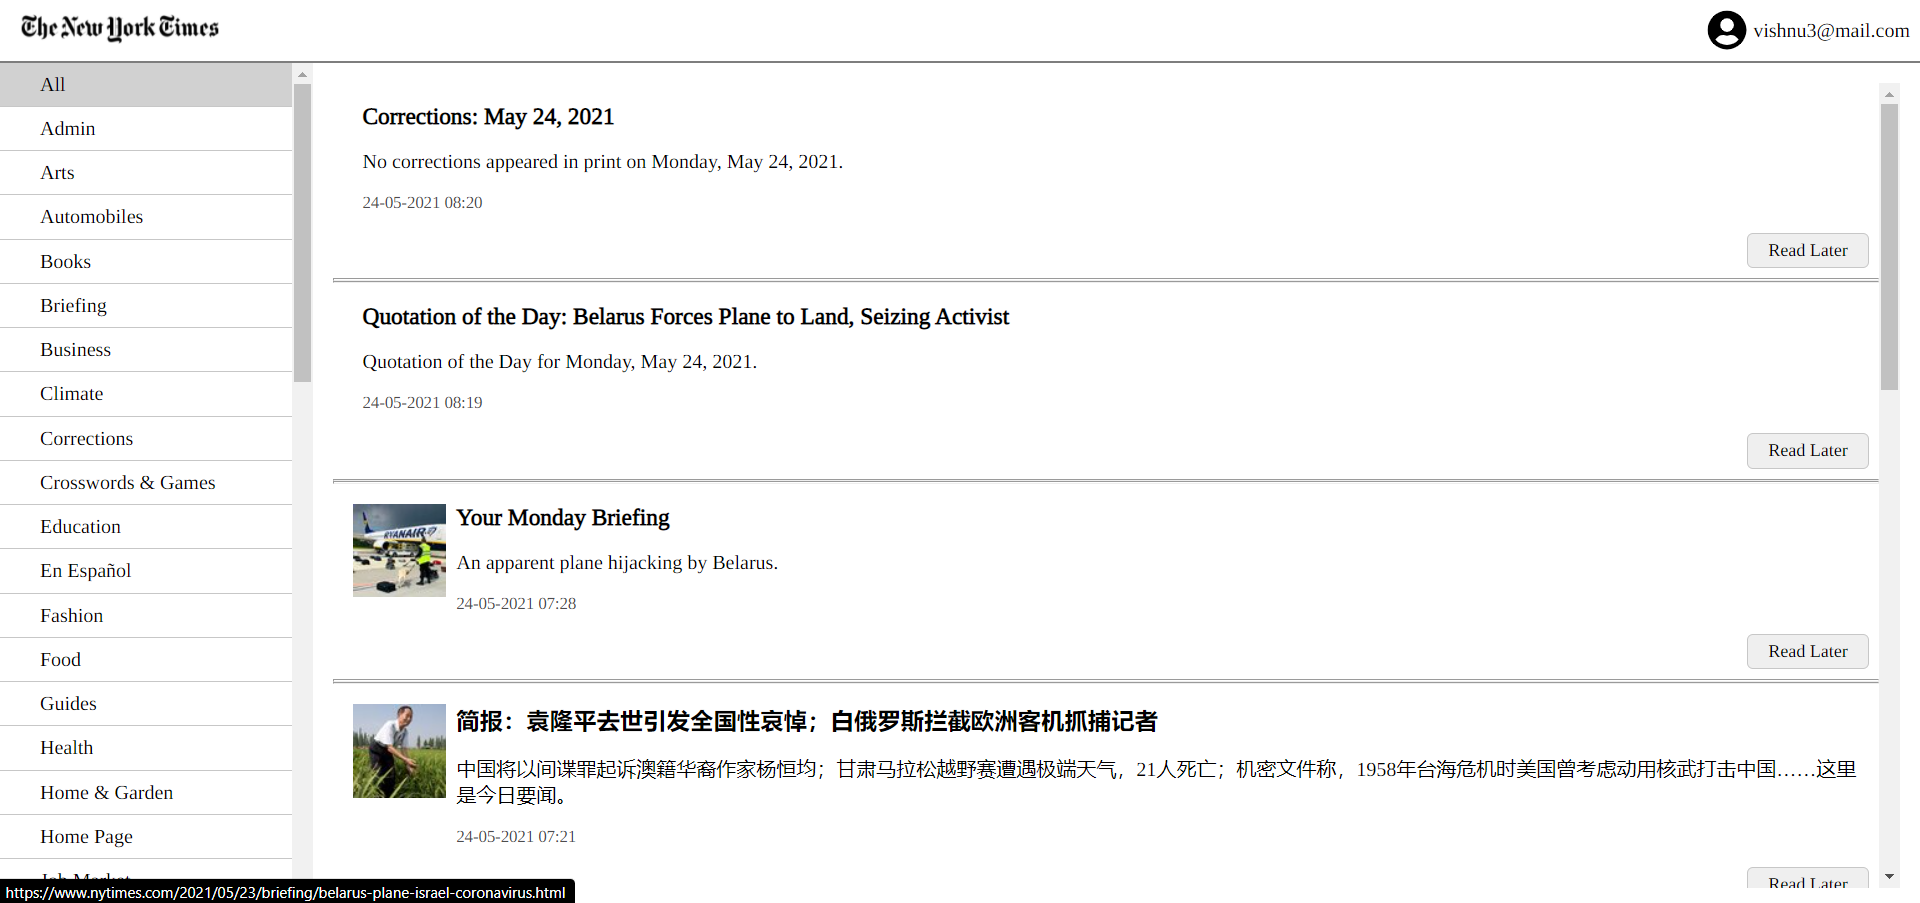 The New York Times
vishnu3@mail.com
All
Admin
Arts
Automobiles
Books
Briefing
Business
Climate
Corrections
Crosswords & Games
Education
En Español
Fashion
Food
Guides
Health
Home & Garden
Home Page
Job Market
Corrections: May 24, 2021
No corrections appeared in print on Monday, May 24, 2021.
24-05-2021 08:20
Read Later
Quotation of the Day: Belarus Forces Plane to Land, Seizing Activist
Quotation of the Day for Monday, May 24, 2021.
24-05-2021 08:19
Read Later
RYANAIR
Your Monday Briefing
An apparent plane hijacking by Belarus.
24-05-2021 07:28
Read Later
简报：袁隆平去世引发全国性哀悼；白俄罗斯拦截欧洲客机抓捕记者
中国将以间谍罪起诉澳籍华裔作家杨恒均；甘肃马拉松越野赛遭遇极端天气，21人死亡；机密文件称，1958年台海危机时美国曾考虑动用核武打击中国……这里
是今日要闻。
24-05-2021 07:21
Read Later
https://www.nytimes.com/2021/05/23/briefing/belarus-plane-israel-coronavirus.html